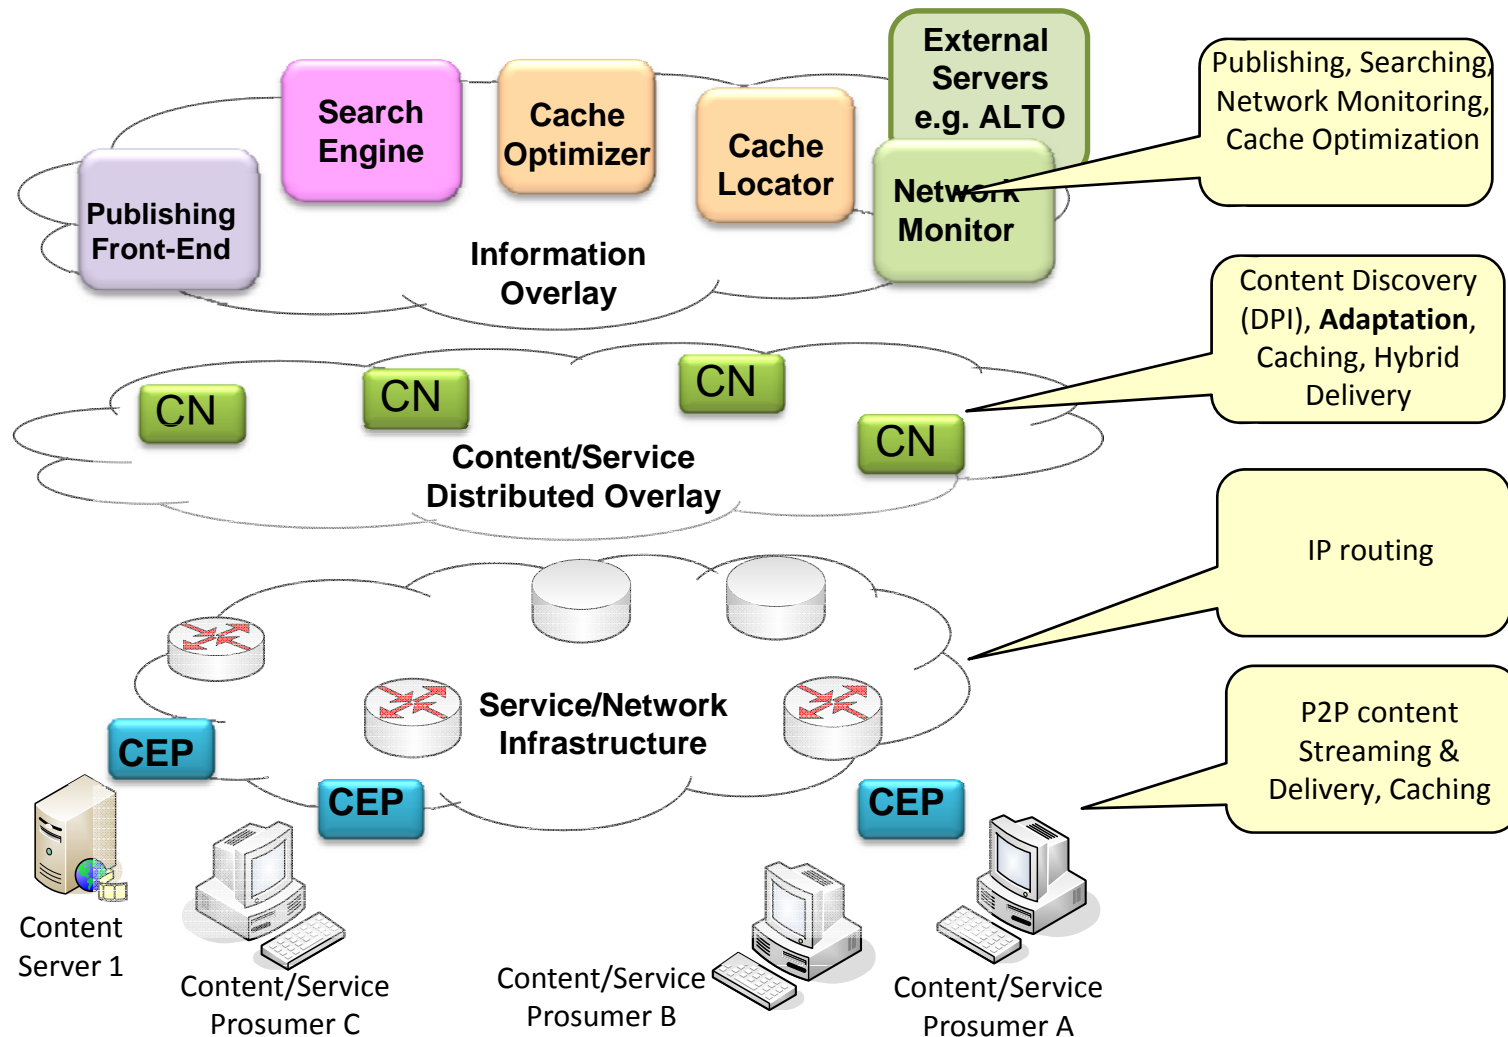 External
Servers
e.g. ALTO
Publishing, Searching,
Network Monitoring,
Cache Optimization
Search
Engine
Cache
Optimizer
Cache
Locator
Network
Monitor
Publishing
Front-End
Information
Overlay
Content Discovery
(DPI), Adaptation,
Caching, Hybrid
Delivery
CN
CN
CN
CN
Content/Service
Distributed Overlay
IP routing
Service/Network
Infrastructure
CEP
CEP
CEP
P2P content
Streaming &
Delivery, Caching
Content
Server 1
Content/Service
Prosumer C
Content/Service
Prosumer B
Content/Service
Prosumer A